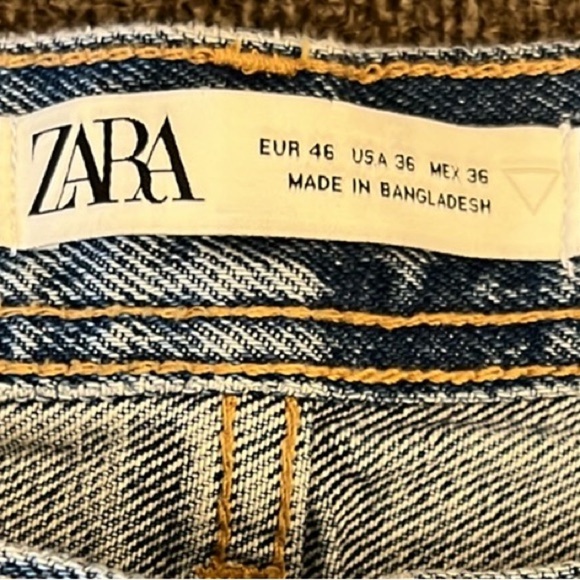 ZARA
EUR 46 USA 36 MEX 36
MADE IN BANGLADESH